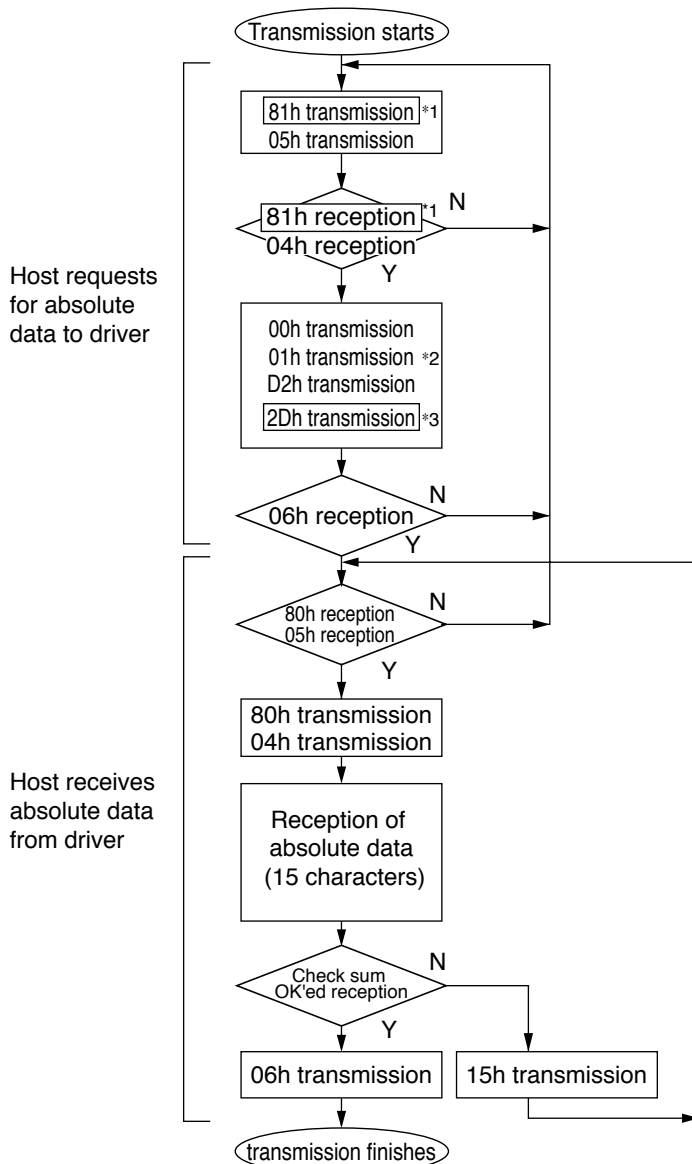 Transmission starts
81h transmission *1
05h transmission
81h reception *1
N
04h reception
Y
Host requests
for absolute
data to driver
00h transmission
01h transmission *2
D2h transmission
2Dh transmission *3
N
06h reception
Y
N
80h reception
05h reception
Y
80h transmission
04h transmission
Host receives
absolute data
from driver
Reception of
absolute data
(15 characters)
N
Check sum
OK'ed reception
Y
06h transmission
15h transmission
transmission finishes